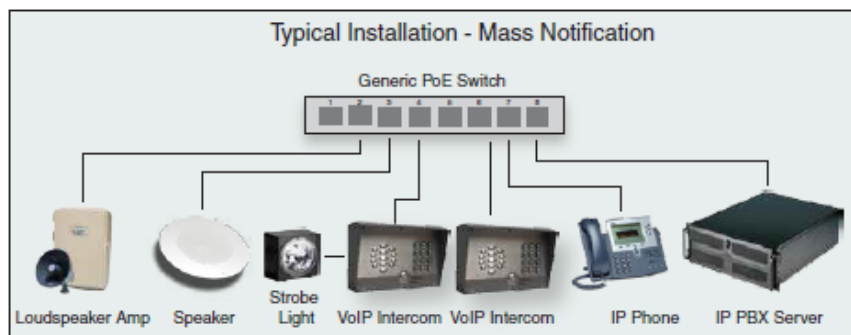 Typical Installation - Mass Notification
Generic PoE Switch
1 2 3 4 5 6 7 8
Loudspeaker Amp
Speaker
Strobe
Light
VoIP Intercom
VoIP Intercom
IP Phone
IP PBX Server